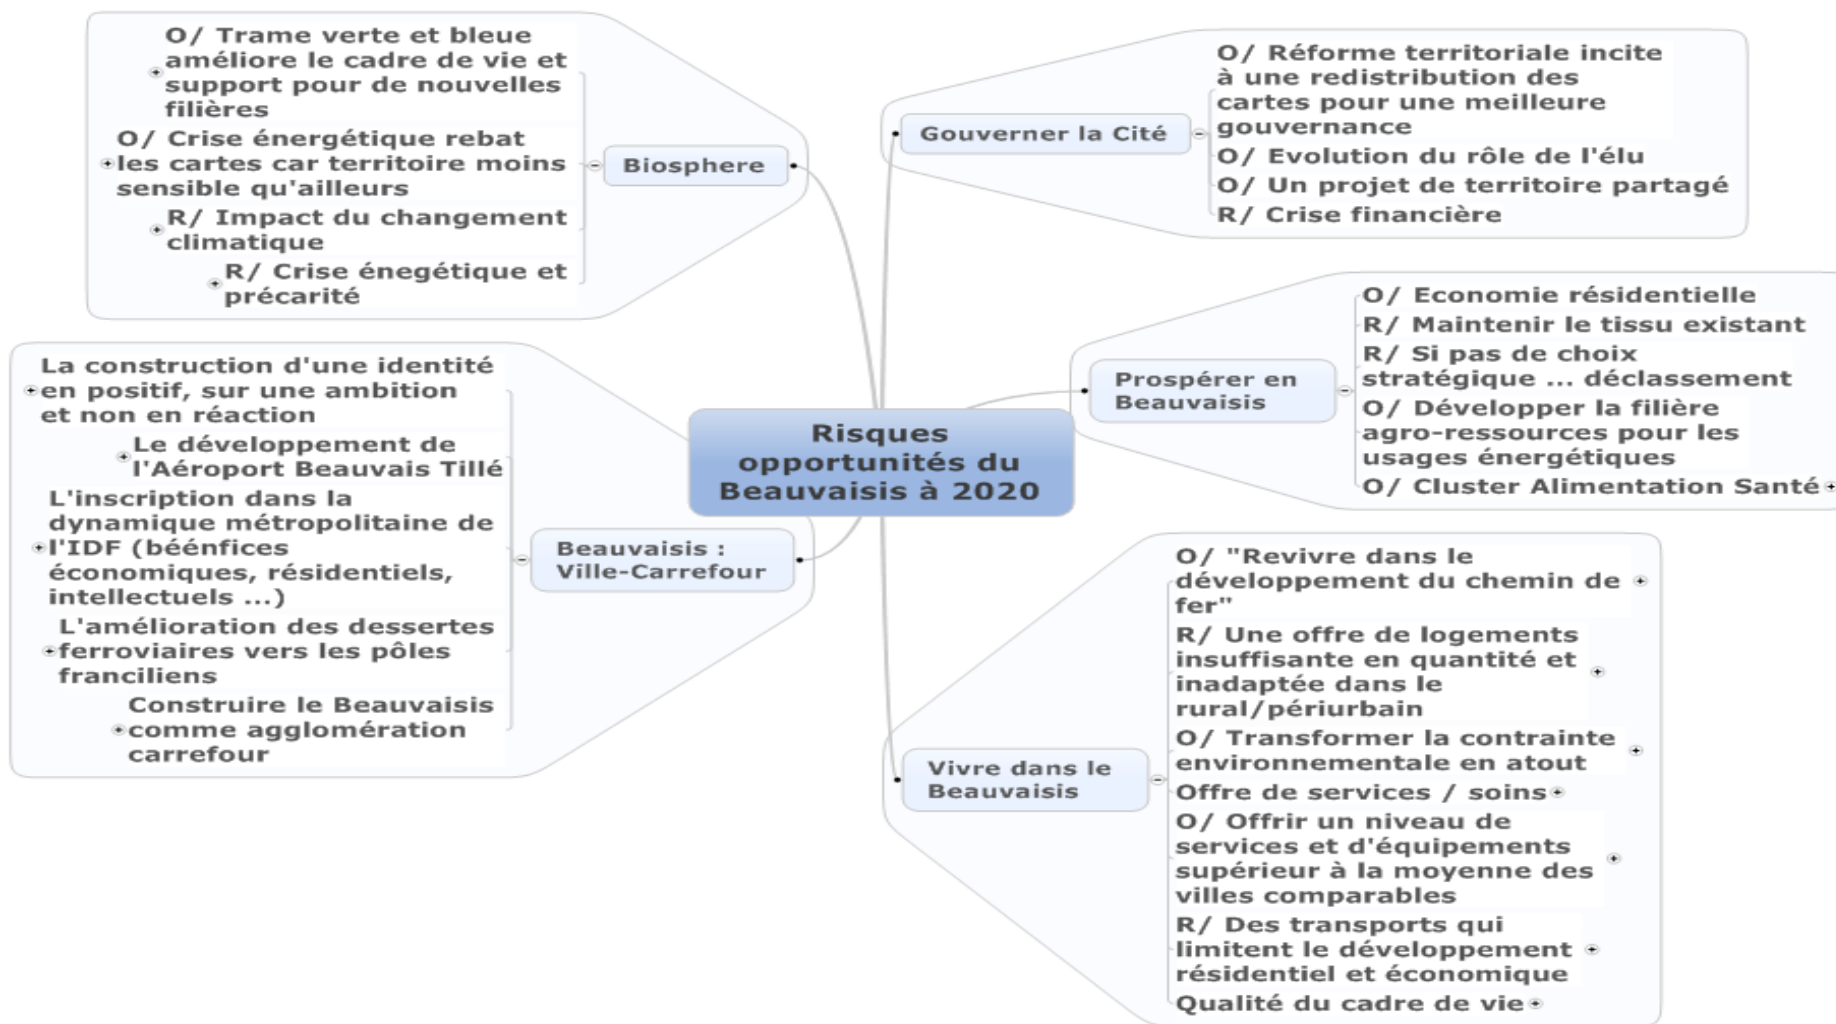 Risques
opportunités du
Beauvaisis à 2020
Biosphere
O/ Trame verte et bleue
améliore le cadre de vie et
support pour de nouvelles
filières
O/ Crise énergétique rebat
les cartes car territoire moins
sensible qu'ailleurs
R/ Impact du changement
climatique
R/ Crise énegétique et
précarité
Beauvaisis :
Ville-Carrefour
La construction d'une identité
en positif, sur une ambition
et non en réaction
Le développement de
l'Aéroport Beauvais Tillé
L'inscription dans la
dynamique métropolitaine de
l'IDF (béénfices
économiques, résidentiels,
intellectuels ...)
L'amélioration des dessertes
ferroviaires vers les pôles
franciliens
Construire le Beauvaisis
comme agglomération
carrefour
Gouverner la Cité
O/ Réforme territoriale incite
à une redistribution des
cartes pour une meilleure
gouvernance
O/ Evolution du rôle de l'élu
O/ Un projet de territoire partagé
R/ Crise financière
Prospérer en
Beauvaisis
O/ Economie résidentielle
R/ Maintenir le tissu existant
R/ Si pas de choix
stratégique ... déclassement
O/ Développer la filière
agro-ressources pour les
usages énergétiques
O/ Cluster Alimentation Santé
Vivre dans le
Beauvaisis
O/ "Revivre dans le
développement du chemin de
fer"
R/ Une offre de logements
insuffisante en quantité et
inadaptée dans le
rural/périurbain
O/ Transformer la contrainte
environnementale en atout
Offre de services / soins
O/ Offrir un niveau de
services et d'équipements
supérieur à la moyenne des
villes comparables
R/ Des transports qui
limitent le développement
résidentiel et économique
Qualité du cadre de vie